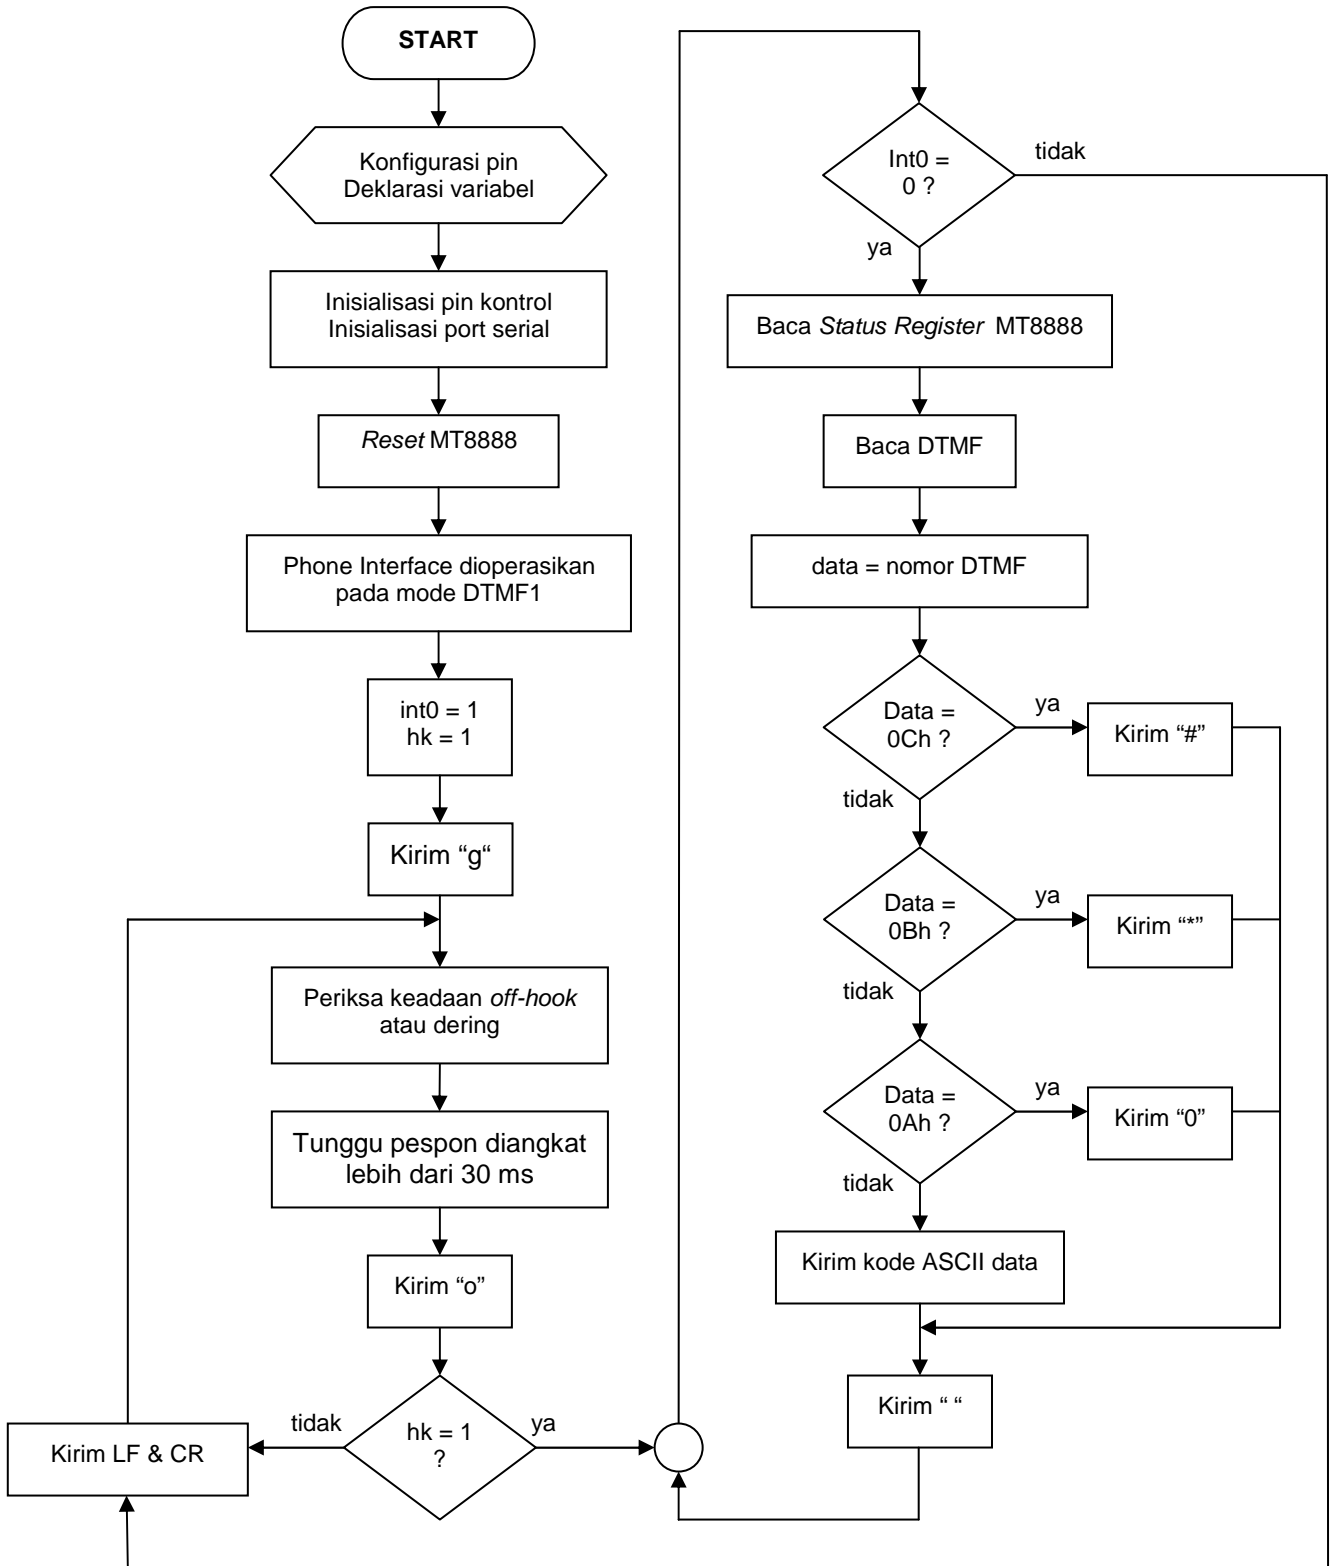 START
Konfigurasi pin
Deklarasi variabel
Inisialisasi pin kontrol
Inisialisasi port serial
Reset MT8888
Phone Interface dioperasikan
pada mode DTMF1
int0 = 1
hk = 1
Kirim “g“
Periksa keadaan off-hook
atau dering
Tunggu pespon diangkat
lebih dari 30 ms
Kirim “o”
hk = 1
?
tidak
ya
Kirim LF & CR
Int0 =
0 ?
tidak
ya
Baca Status Register MT8888
Baca DTMF
data = nomor DTMF
Data =
0Ch ?
ya
Kirim “#”
tidak
Data =
0Bh ?
ya
Kirim “*”
tidak
Data =
0Ah ?
ya
Kirim “0”
tidak
Kirim kode ASCII data
Kirim “ “